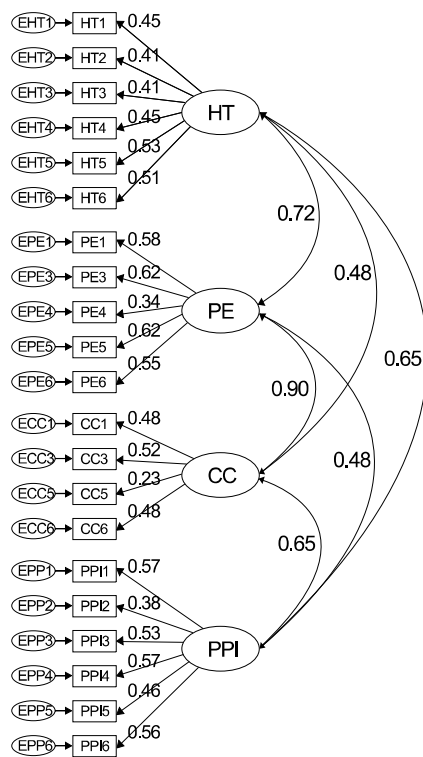 EHT1 HT1 0.45
EHT2 HT2 0.41
EHT3 HT3 0.41
EHT4 HT4 0.45
HT
EHT5 HT5 0.53
EHT6 HT6 0.51
0.72
0.48
EPE1 PE1 0.58
EPE3 PE3 0.62
EPE4 PE4 0.34
PE
EPE5 PE5 0.62
0.65
EPE6 PE6 0.55
0.90
ECC1 CC1 0.48
ECC3 CC3 0.52
0.48
CC
ECC5 CC5 0.23
ECC6 CC6 0.48
0.65
EPP1 PPI1 0.57
EPP2 PPI2 0.38
EPP3 PPI3 0.53
PPI
EPP4 PPI4 0.57
EPP5 PPI5 0.46
EPP6 PPI6 0.56